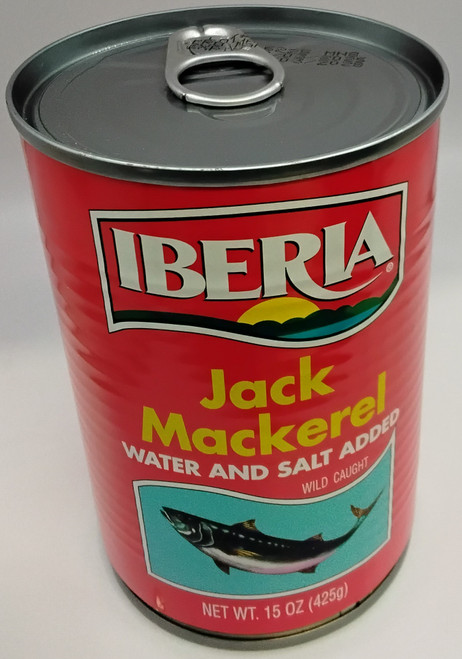 IBERIA®
Jack
Mackerel
WATER AND SALT ADDED
WILD CAUGHT
NET WT. 15 OZ (425g)